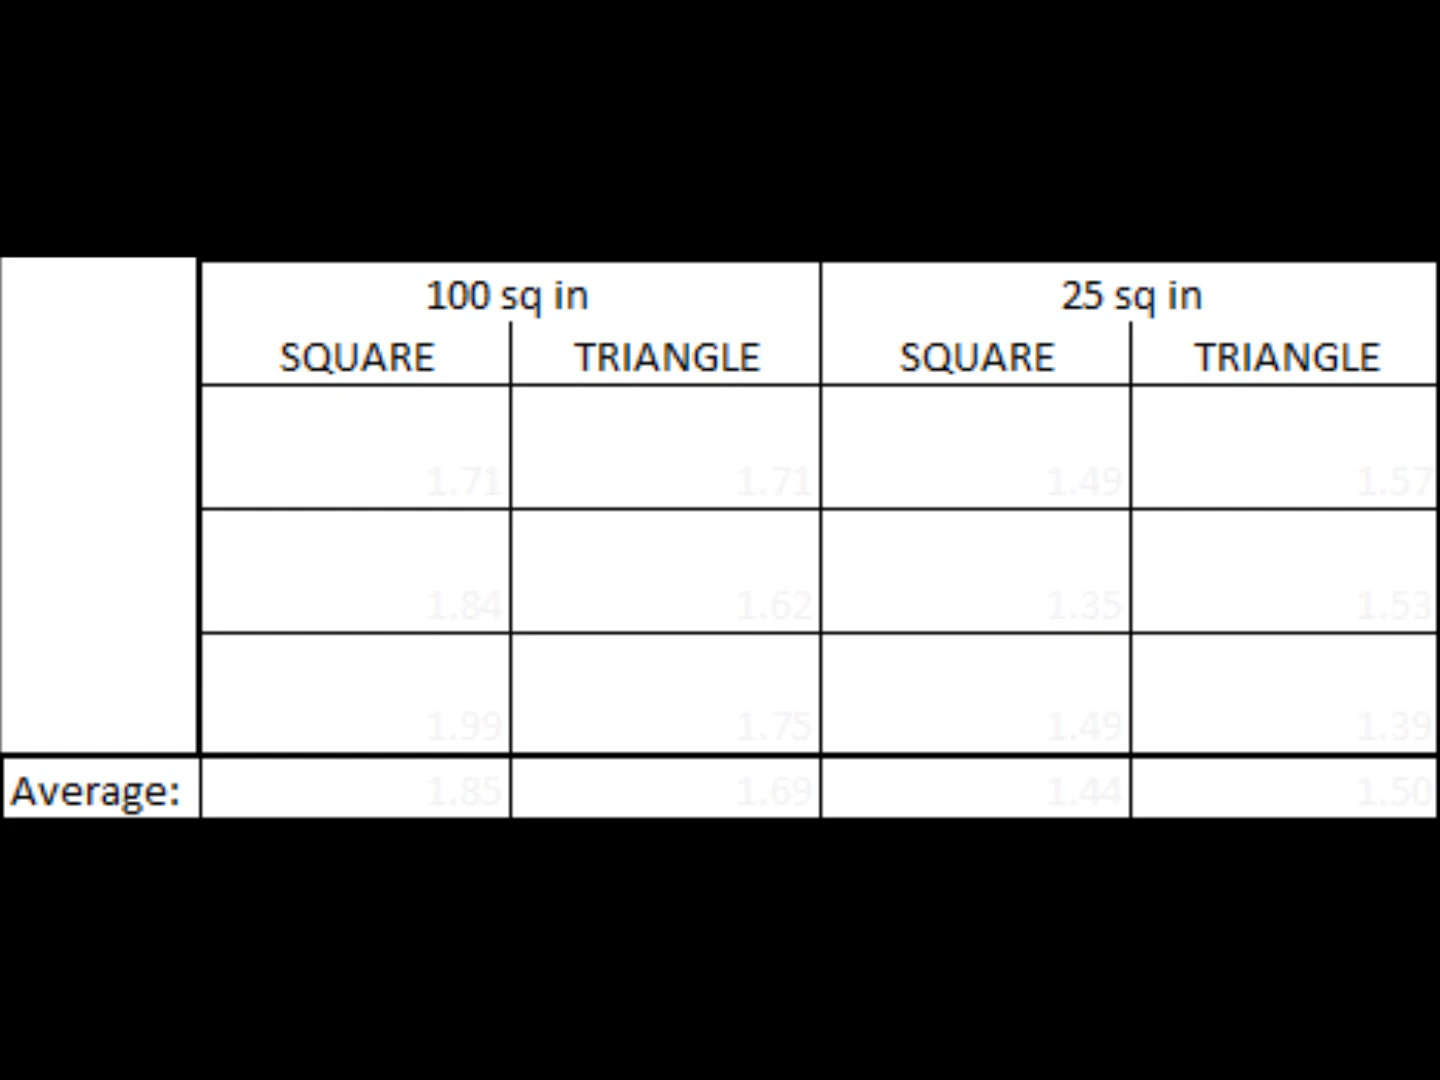 100 sq in 25 sq in
SQUARE TRIANGLE SQUARE TRIANGLE
1.71 1.71 1.49 1.57
1.84 1.62 1.35 1.53
1.99 1.75 1.49 1.39
Average: 1.85 1.69 1.44 1.50